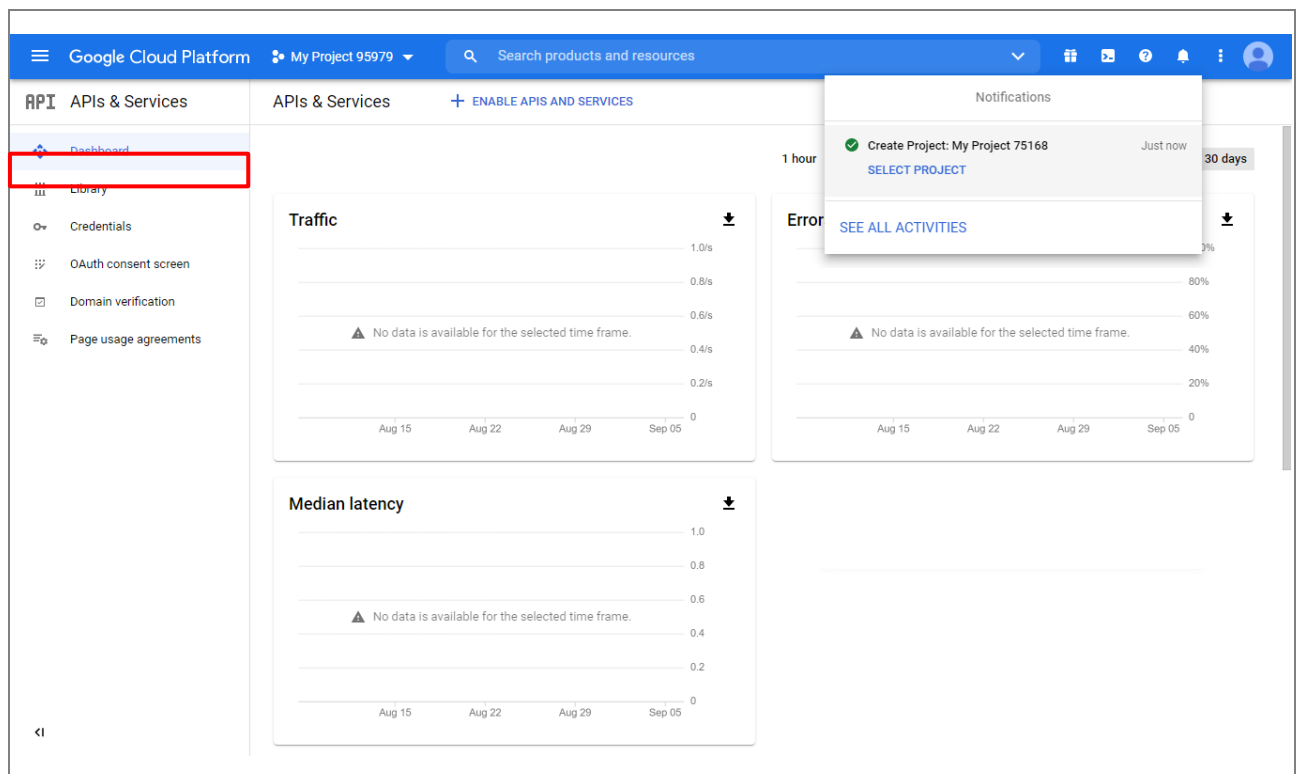 Google Cloud Platform My Project 95979 Search products and resources
API APIs & Services
APIs & Services + ENABLE APIS AND SERVICES
Dashboard
Library
Credentials
OAuth consent screen
Domain verification
Page usage agreements
1 hour
30 days
Notifications
Create Project: My Project 75168 Just now
SELECT PROJECT
SEE ALL ACTIVITIES
Traffic
1.0/s
0.8/s
0.6/s
No data is available for the selected time frame.
0.4/s
0.2/s
0
Aug 15 Aug 22 Aug 29 Sep 05
Error
0%
80%
60%
No data is available for the selected time frame.
40%
20%
0
Aug 15 Aug 22 Aug 29 Sep 05
Median latency
1.0
0.8
0.6
No data is available for the selected time frame.
0.4
0.2
0
Aug 15 Aug 22 Aug 29 Sep 05